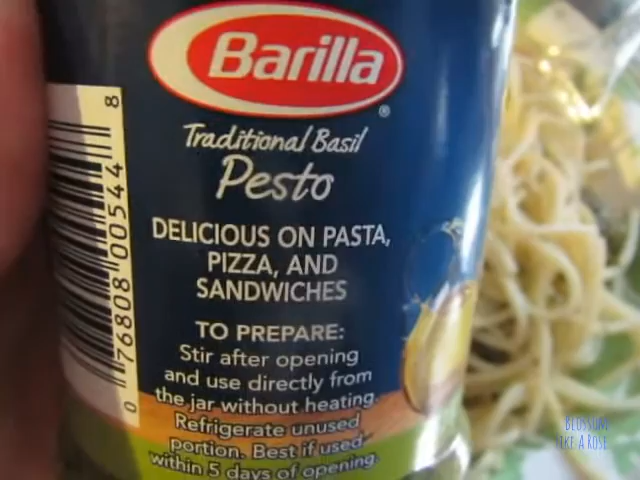 Barilla
®
Traditional Basil
Pesto
DELICIOUS ON PASTA,
PIZZA, AND
SANDWICHES
TO PREPARE:
Stir after opening
and use directly from
the jar without heating.
Refrigerate unused
portion. Best if used
within 5 days of opening.
0 76808 00544 8
BLOSSOM
LIKE A ROSE